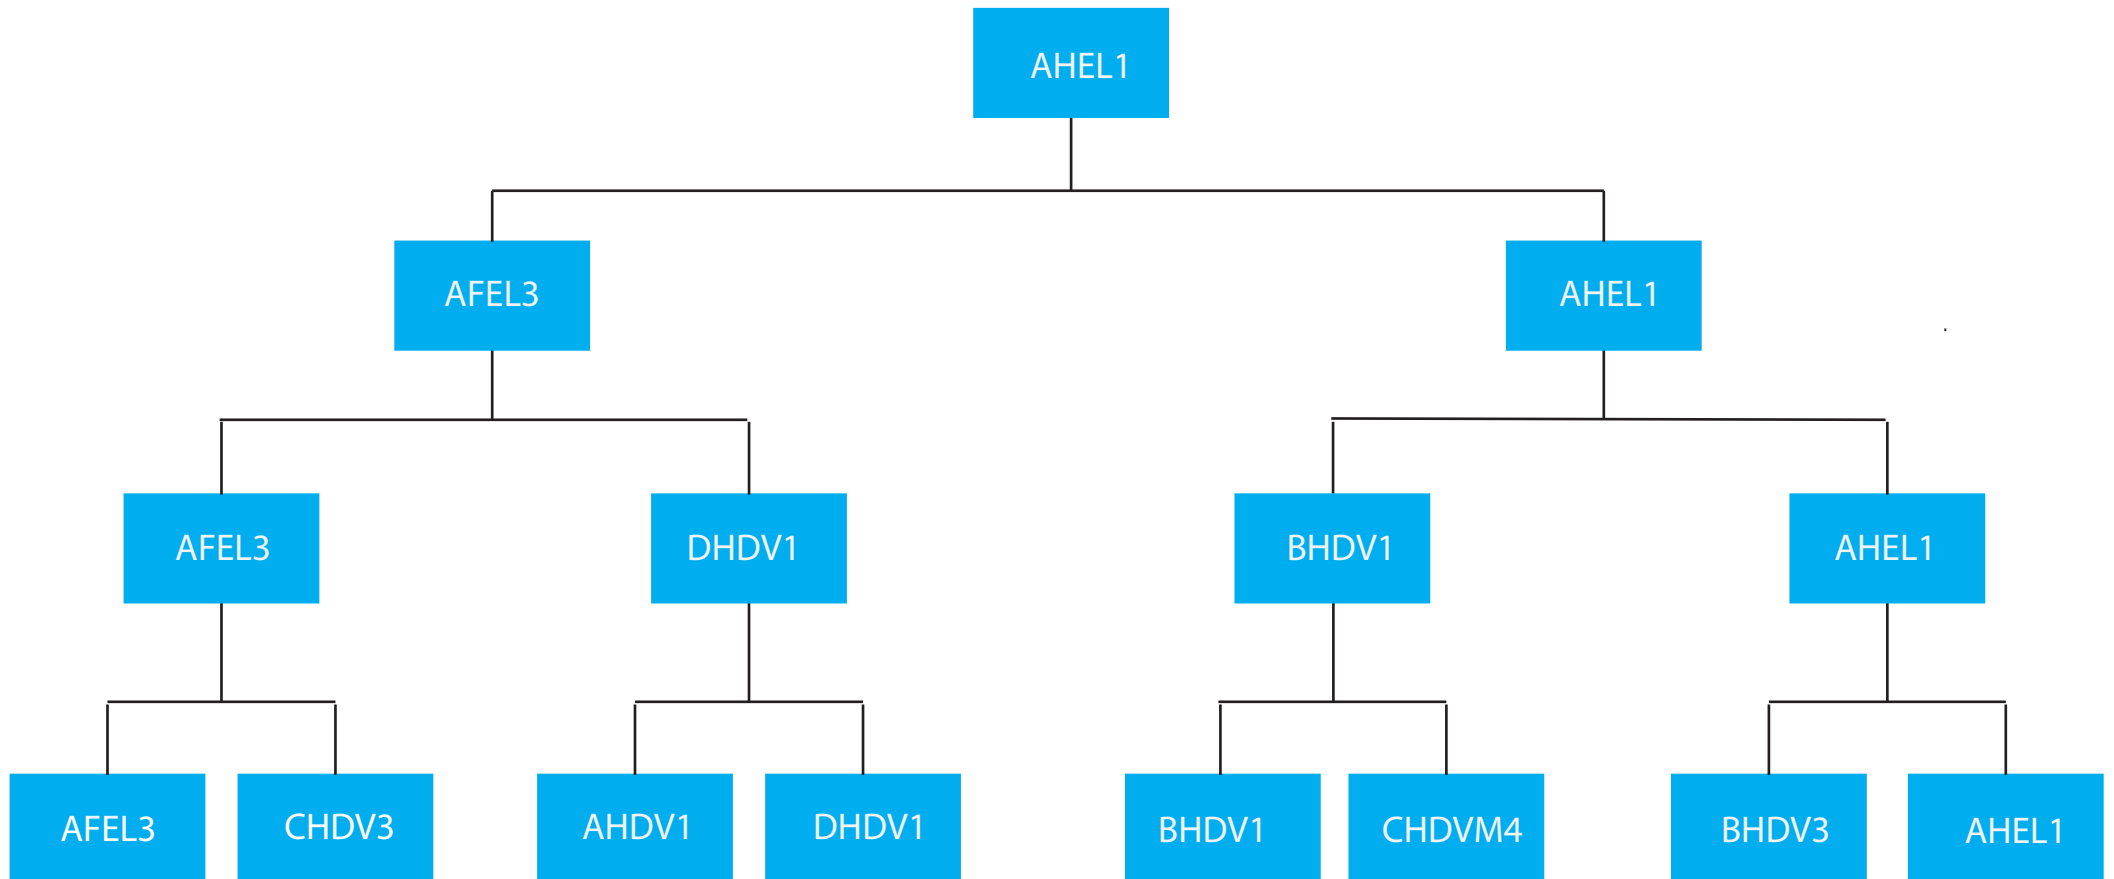 AHEL1
AFEL3
AHEL1
AFEL3
DHDV1
BHDV1
AHEL1
AFEL3
CHDV3
AHDV1
DHDV1
BHDV1
CHDVM4
BHDV3
AHEL1